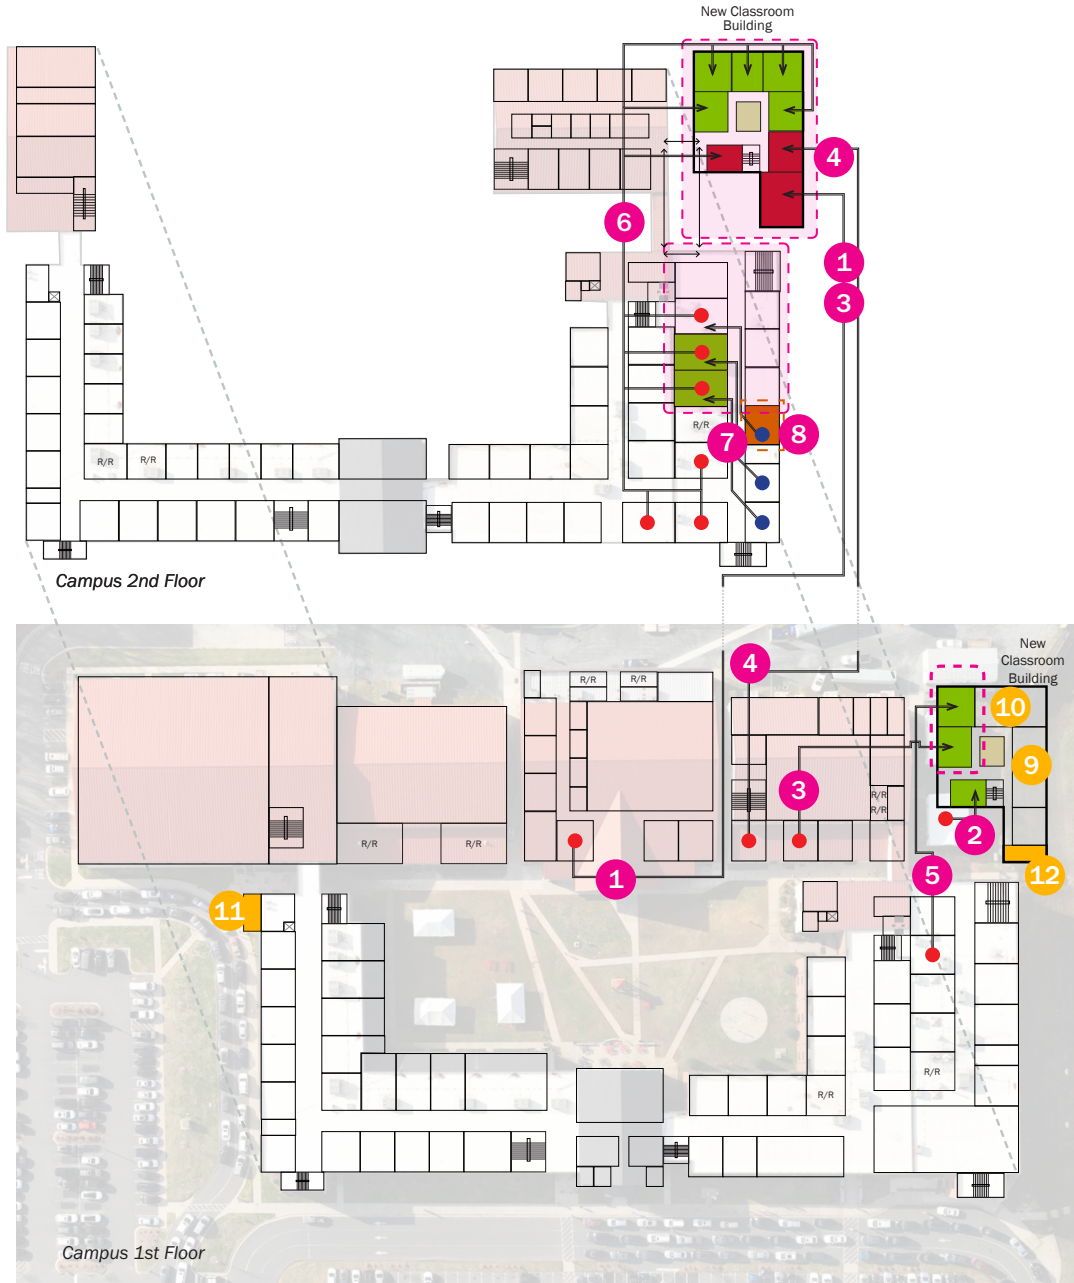 New Classroom
Building
4
6
1
3
R/R
7
8
R/R
R/R
Campus 2nd Floor
New
Classroom
Building
4
R/R
R/R
10
9
3
R/R
R/R
2
R/R
R/R
1
5
12
11
R/R
R/R
Campus 1st Floor